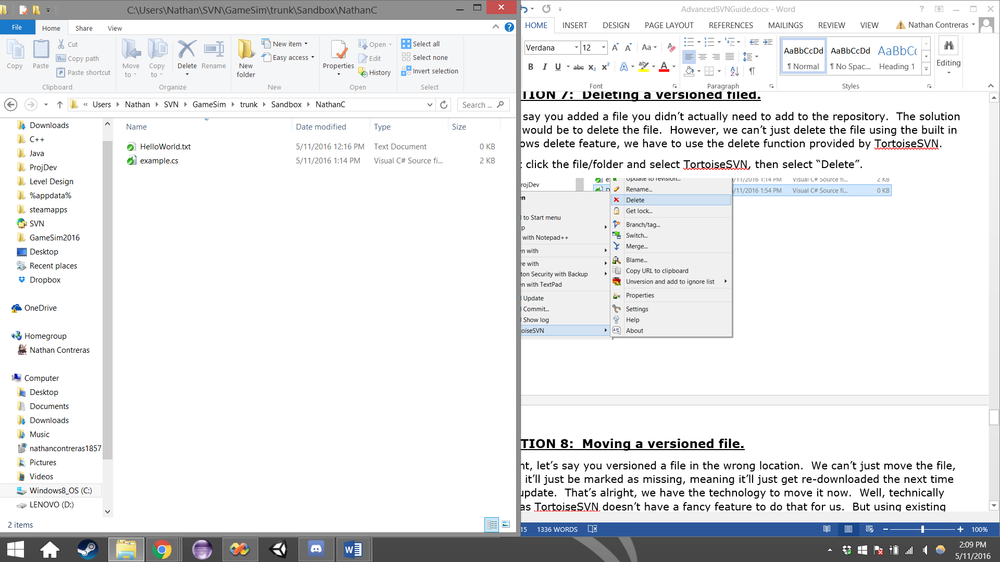 C:\Users\Nathan\SVN\GameSim\trunk\Sandbox\NathanC
File Home Share View
Copy Paste Cut
Copy path
Paste shortcut
Move to Copy to Delete Rename
New folder New item
Easy access
Properties Open
Edit
History
Select all
Select none
Invert selection
Clipboard Organize New Open Select
« Users Nathan SVN GameSim trunk Sandbox NathanC
Search ...
Name Date modified Type Size
HelloWorld.txt 5/11/2016 12:16 PM Text Document 0 KB
example.cs 5/11/2016 1:14 PM Visual C# Source fi... 2 KB
Downloads
C++
Java
ProjDev
Level Design
%appdata%
steamapps
SVN
GameSim2016
Desktop
Recent places
Dropbox
OneDrive
Homegroup
Nathan Contreras
Computer
Desktop
Documents
Downloads
Music
nathancontreras1857
Pictures
Videos
Windows8_OS (C:)
LENOVO (D:)
2 items
AdvancedSVNGuide.docx - Word
HOME INSERT DESIGN PAGE LAYOUT REFERENCES MAILINGS REVIEW VIEW Nathan Contreras
Verdana 12
B I U abc X₂ X² A A
AaBbCcDd AaBbCcDd AaBbCc
¶ Normal ¶ No Spac... Heading 1
Editing
Font Paragraph Styles
TION 7: Deleting a versioned filed.
say you added a file you didn't actually need to add to the repository. The solution
would be to delete the file. However, we can't just delete the file using the built in
ows delete feature, we have to use the delete function provided by TortoiseSVN.
click the file/folder and select TortoiseSVN, then select “Delete”.
rojDev
Update to revision... 1:14 PM Visual C# Source fi... 2 KB
Rename... /11/2016 1:54 PM Visual C# Source fi... 0 KB
Delete
Get lock...
Branch/tag...
Switch...
Merge...
Blame...
Copy URL to clipboard
Unversion and add to ignore list
Properties
Settings
Help
About
en
to Start menu
p
with Notepad++
en with
re with
ton Security with Backup
en with TextPad
Update
Commit...
Show log
oiseSVN
TION 8: Moving a versioned file.
nt, let's say you versioned a file in the wrong location. We can't just move the file,
it'll just be marked as missing, meaning it'll just get re-downloaded the next time
update. That's alright, we have the technology to move it now. Well, technically
as TortoiseSVN doesn't have a fancy feature to do that for us. But using existing
15 1336 WORDS 100%
2:09 PM
5/11/2016